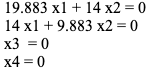 19.883 x1 + 14 x2 = 0
14 x1 + 9.883 x2 = 0
x3  = 0
x4 = 0